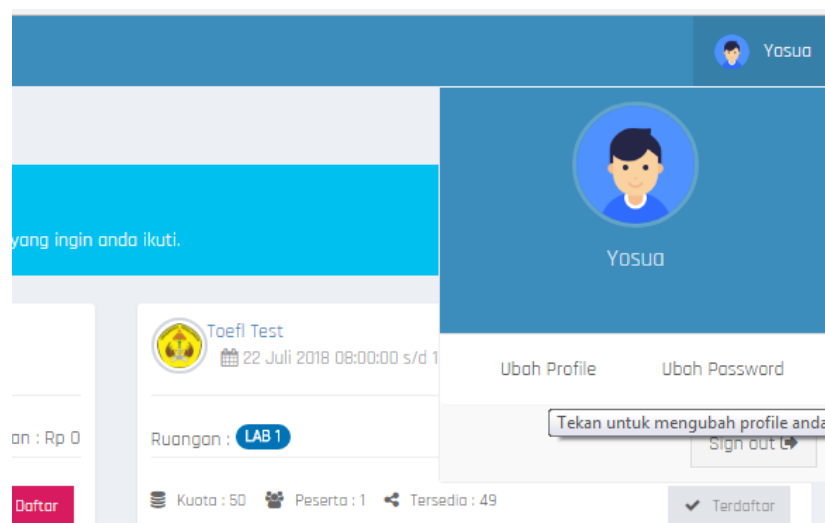 Yosua
yang ingin anda ikuti.
Yosua
Toefl Test
22 Juli 2018 08:00:00 s/d 1
Ubah Profile Ubah Password
an : Rp 0
Ruangan : LAB 1
Tekan untuk mengubah profile anda
Sign out
Daftar
Kuota : 50 Peserta : 1 Tersedia : 49
Terdaftar